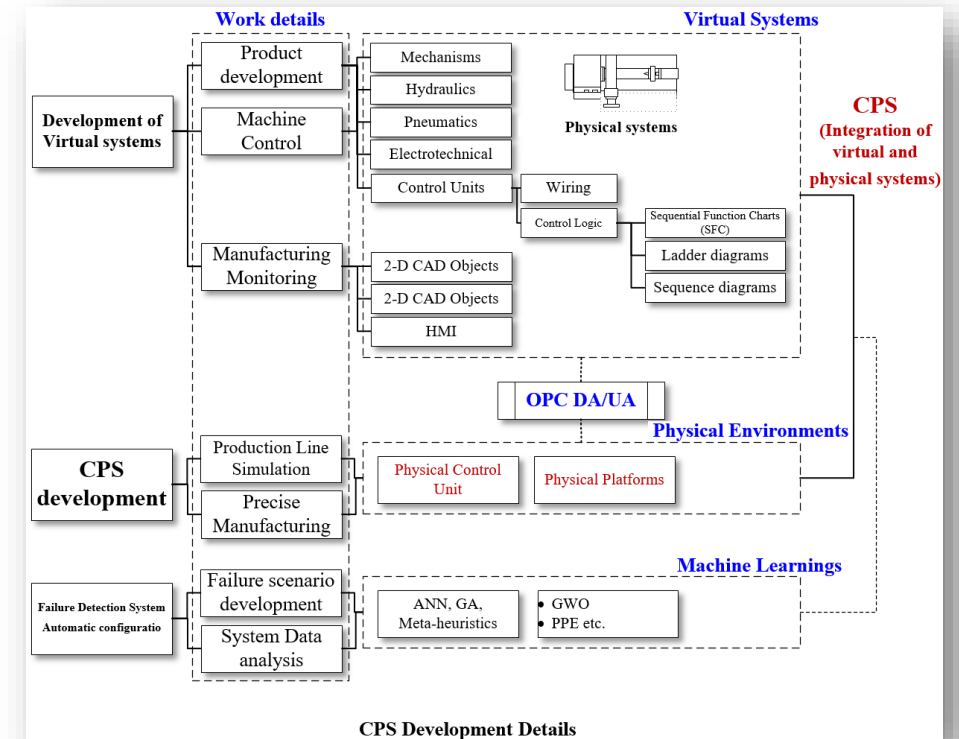 Work details
Virtual Systems
Development of
Virtual systems
Product
development
Machine
Control
Manufacturing
Monitoring
Mechanisms
Hydraulics
Pneumatics
Electrotechnical
Control Units
Wiring
Control Logic
Sequential Function Charts
(SFC)
Ladder diagrams
Sequence diagrams
Physical systems
2-D CAD Objects
2-D CAD Objects
HMI
CPS
(Integration of
virtual and
physical systems)
OPC DA/UA
Physical Environments
CPS
development
Production Line
Simulation
Precise
Manufacturing
Physical Control
Unit
Physical Platforms
Machine Learnings
Failure Detection System
Automatic configuratio
Failure scenario
development
System Data
analysis
ANN, GA,
Meta-heuristics
• GWO
• PPE etc.
CPS Development Details